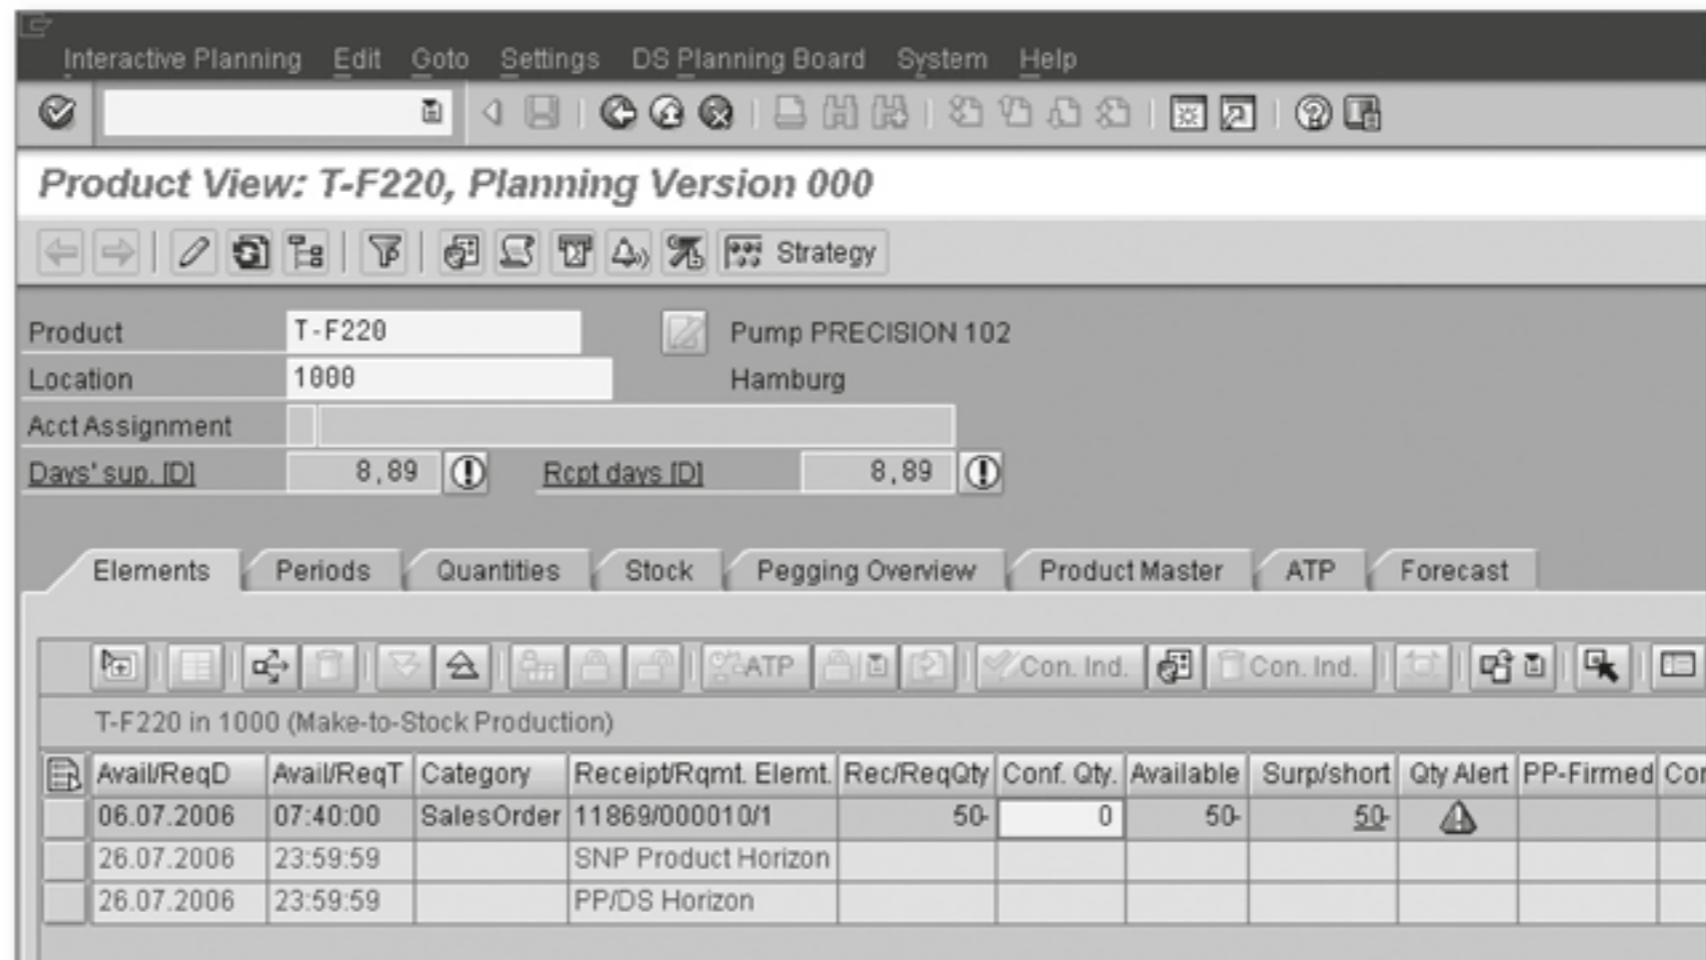 Interactive Planning Edit Goto Settings DS Planning Board System Help
Product View: T-F220, Planning Version 000
Strategy
Product T-F220 Pump PRECISION 102
Location 1000 Hamburg
Acct Assignment
Days' sup. [D] 8,89 Rcpt days [D] 8,89
Elements Periods Quantities Stock Pegging Overview Product Master ATP Forecast
ATP Con. Ind. Con. Ind.
T-F220 in 1000 (Make-to-Stock Production)
Avail/ReqD Avail/ReqT Category Receipt/Rqmt. Elemt. Rec/ReqQty Conf. Qty. Available Surp/short Qty Alert PP-Firmed Cor
06.07.2006 07:40:00 SalesOrder 11869/000010/1 50- 0 50- 50-
26.07.2006 23:59:59 SNP Product Horizon
26.07.2006 23:59:59 PP/DS Horizon